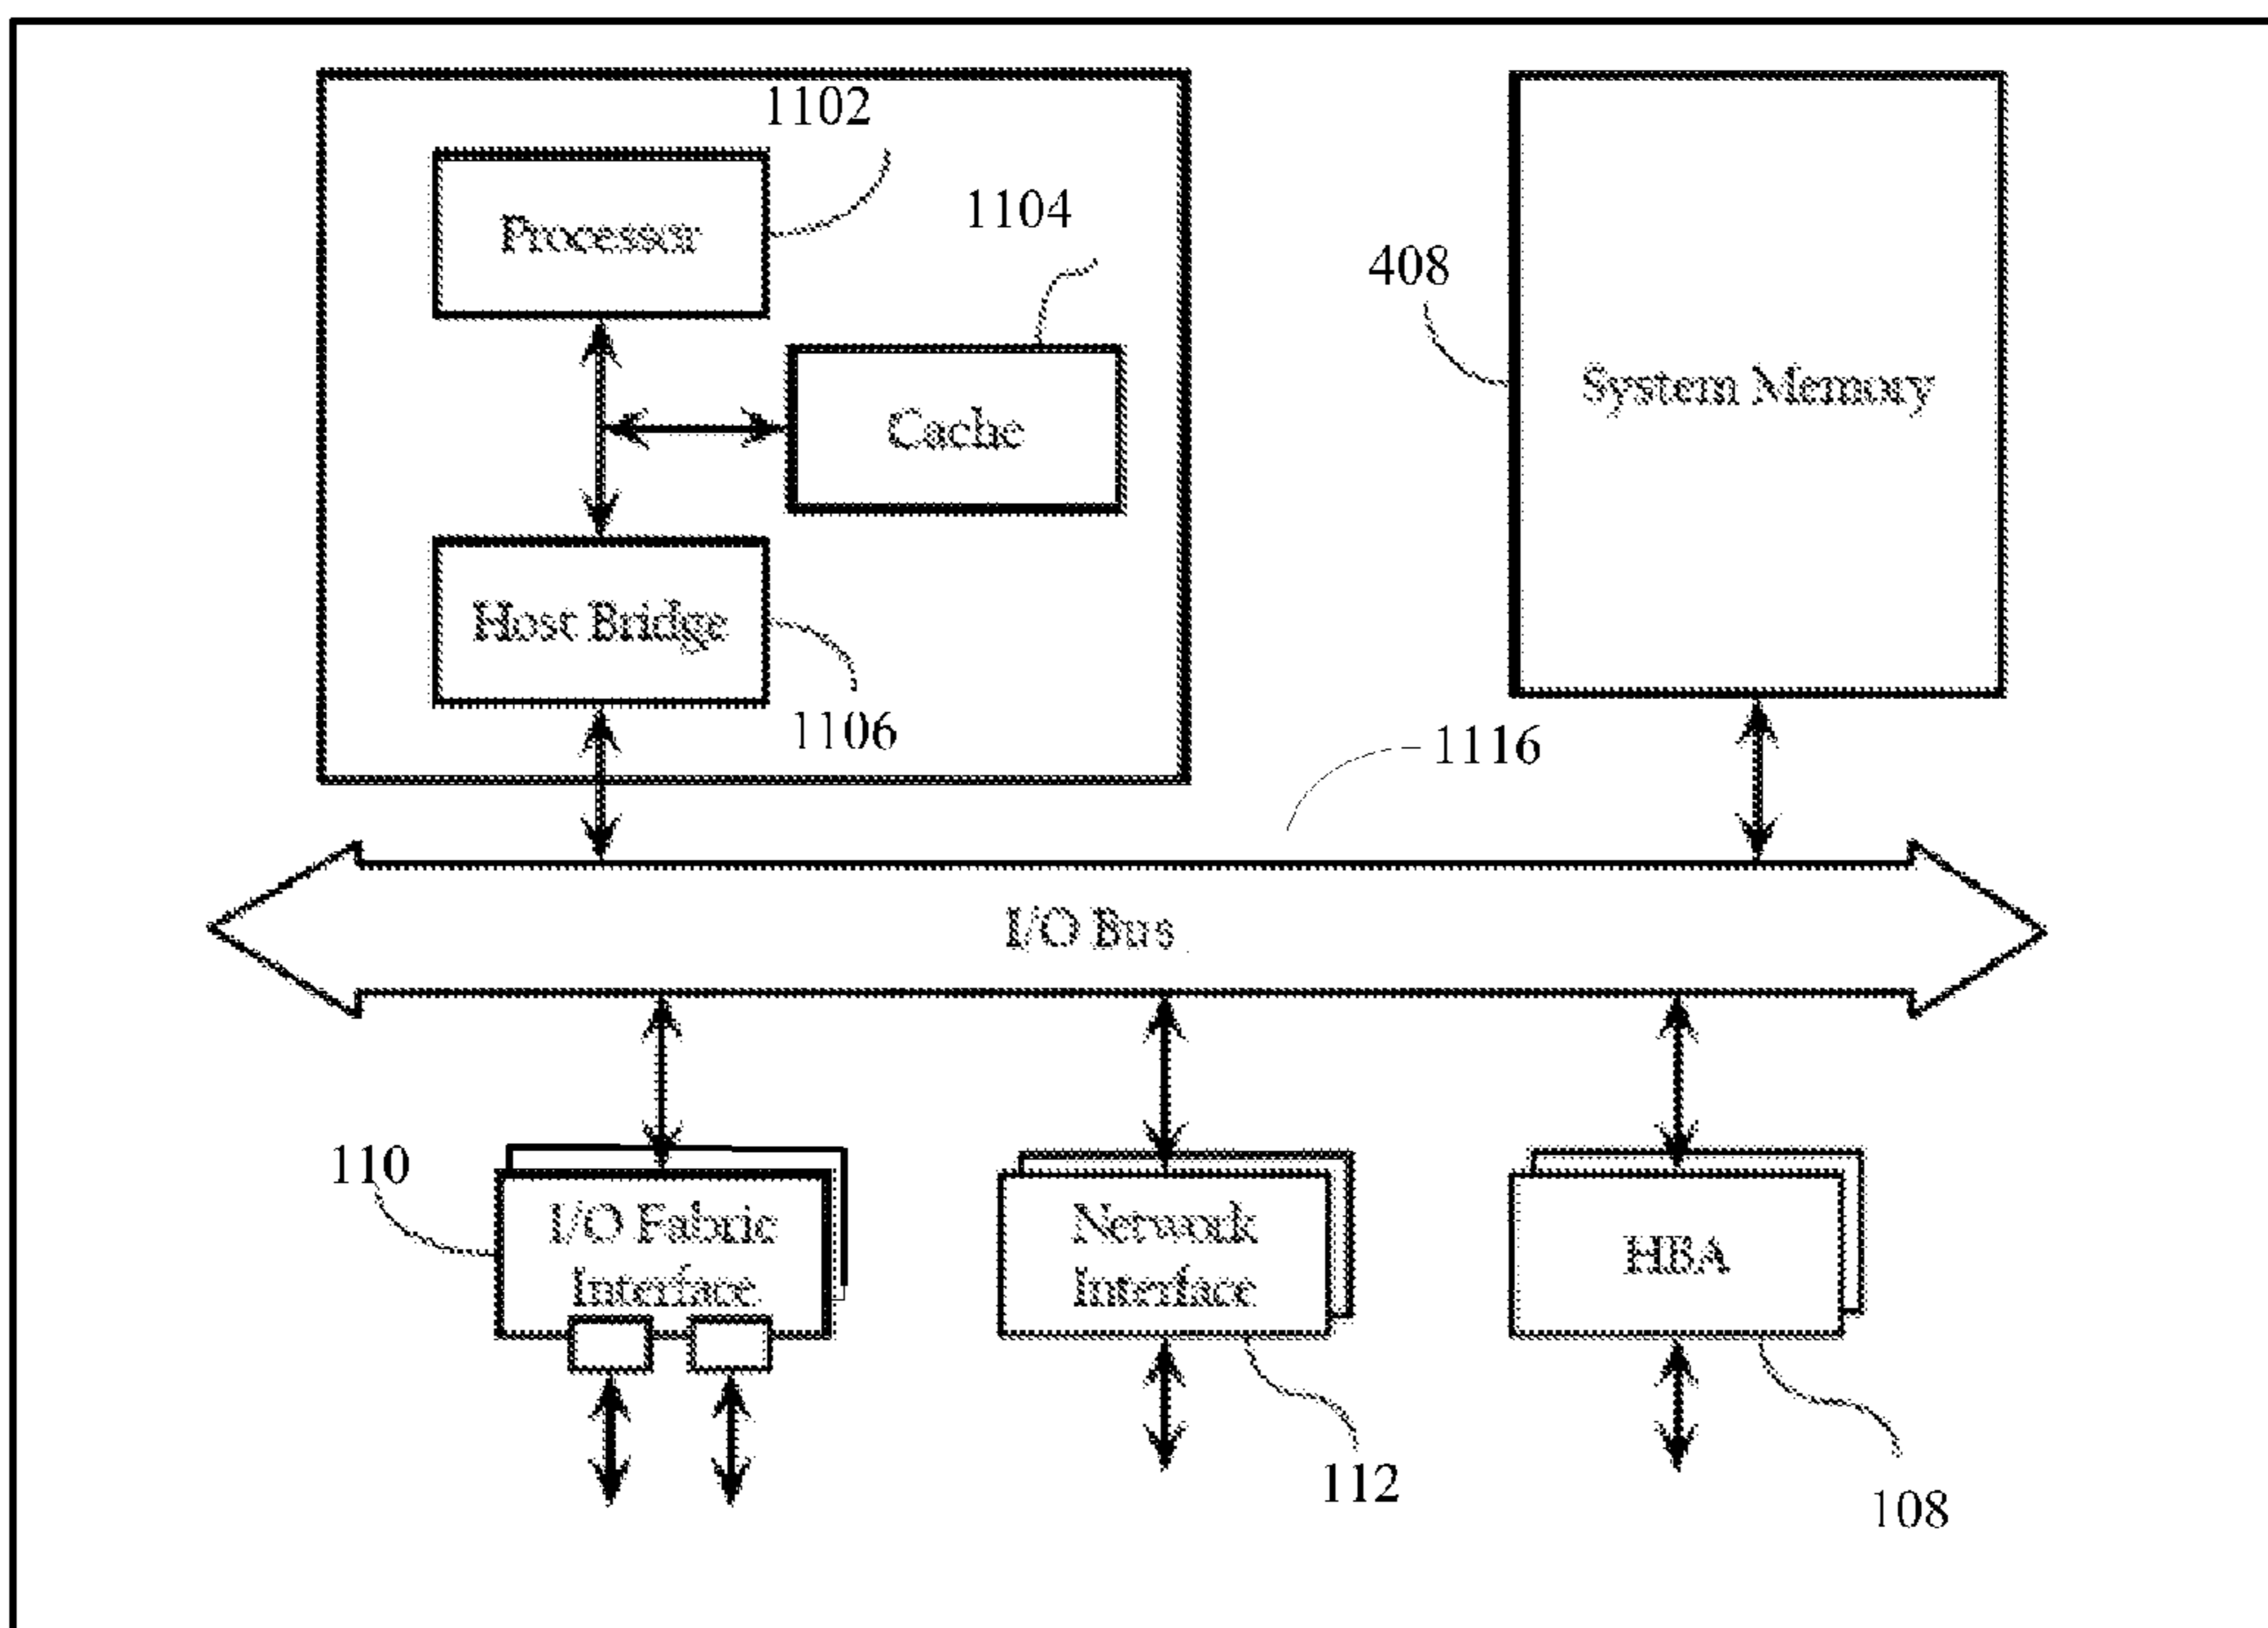 1102
Processor
1104
Cache
408
System Memory
Host Bridge
1106
1116
I/O Bus
110
I/O Fabric
Interface
Network
Interface
HBA
112
108